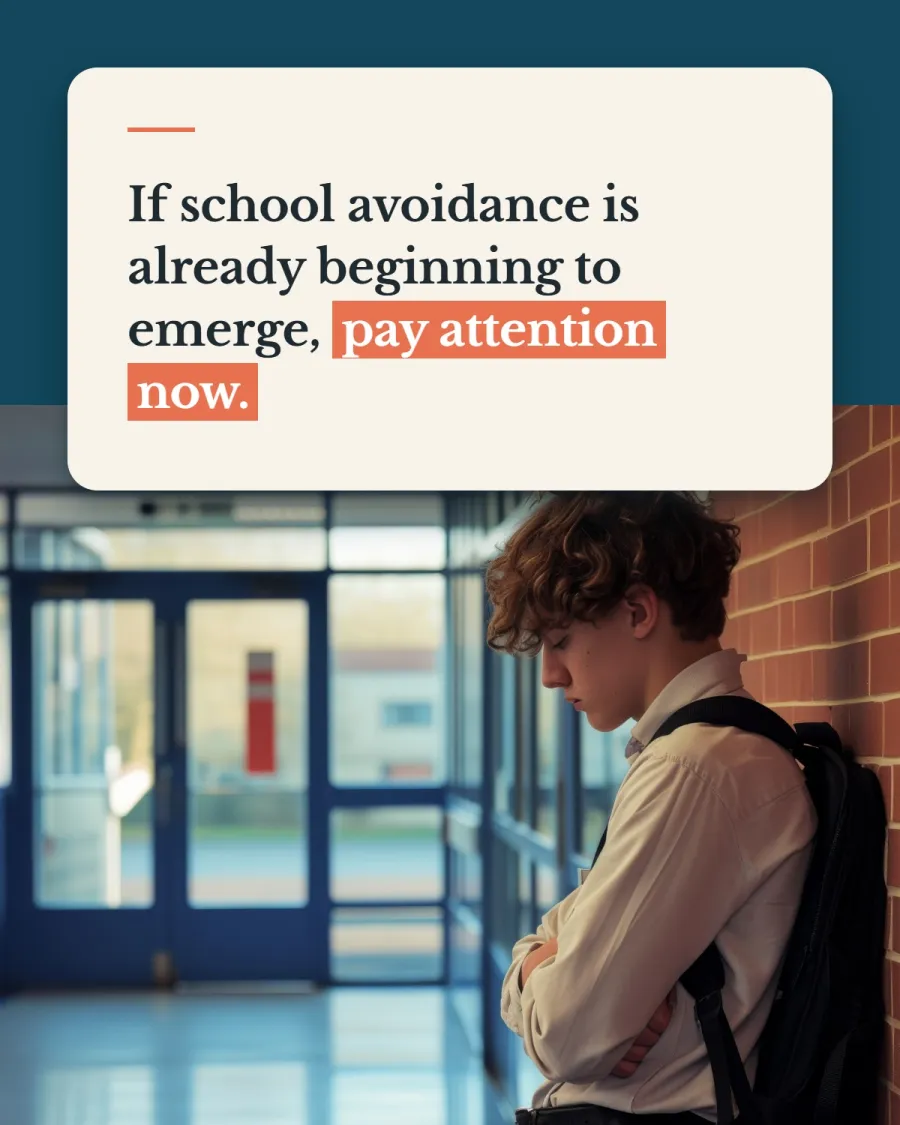 If school avoidance is
already beginning to
emerge, pay attention
now.